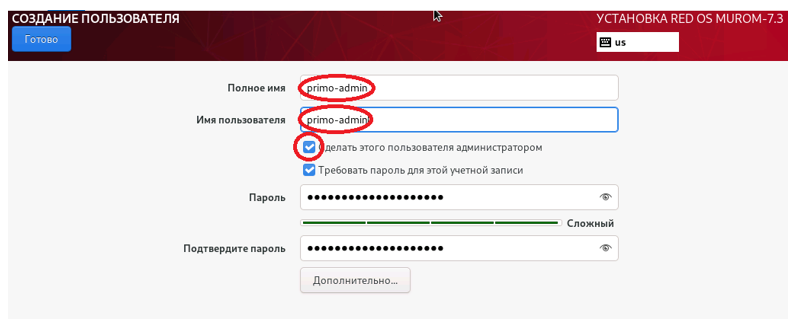 СОЗДАНИЕ ПОЛЬЗОВАТЕЛЯ
УСТАНОВКА RED OS MUROM-7.3
Готово
us
Полное имя primo-admin
Имя пользователя primo-admin
Сделать этого пользователя администратором
Требовать пароль для этой учетной записи
Пароль ●●●●●●●●●●●●●●●●●●●●
Сложный
Подтвердите пароль ●●●●●●●●●●●●●●●●●●●●
Дополнительно...